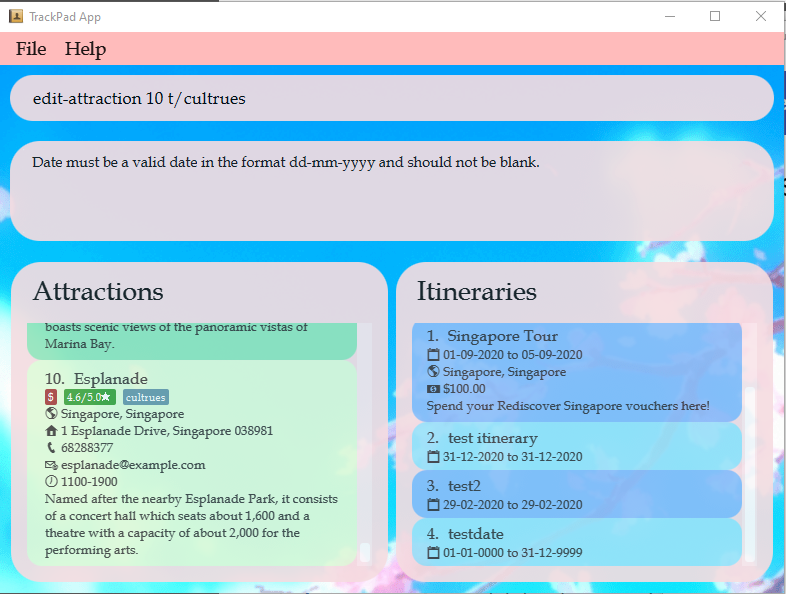 TrackPad App
File Help
edit-attraction 10 t/cultrues
Date must be a valid date in the format dd-mm-yyyy and should not be blank.
Attractions
boasts scenic views of the panoramic vistas of
Marina Bay.
10. Esplanade
$ 4.6/5.0★ cultrues
Singapore, Singapore
1 Esplanade Drive, Singapore 038981
68288377
esplanade@example.com
1100-1900
Named after the nearby Esplanade Park, it consists
of a concert hall which seats about 1,600 and a
theatre with a capacity of about 2,000 for the
performing arts.
Itineraries
1. Singapore Tour
01-09-2020 to 05-09-2020
Singapore, Singapore
$100.00
Spend your Rediscover Singapore vouchers here!
2. test itinerary
31-12-2020 to 31-12-2020
3. test2
29-02-2020 to 29-02-2020
4. testdate
01-01-0000 to 31-12-9999